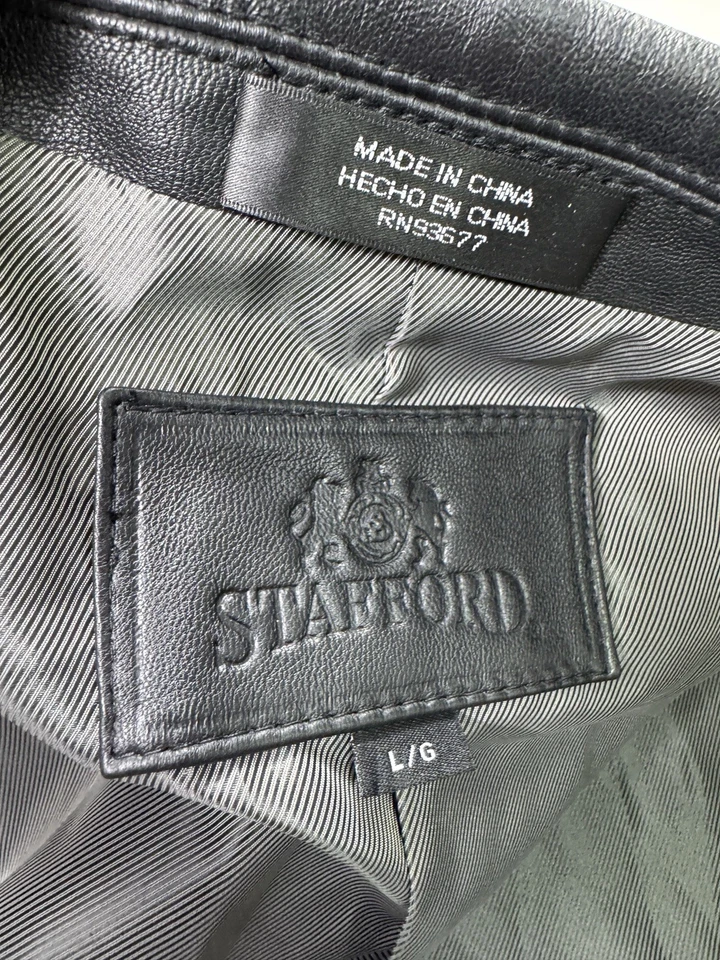 MADE IN CHINA
HECHO EN CHINA
RN93677
STAFFORD
L/G